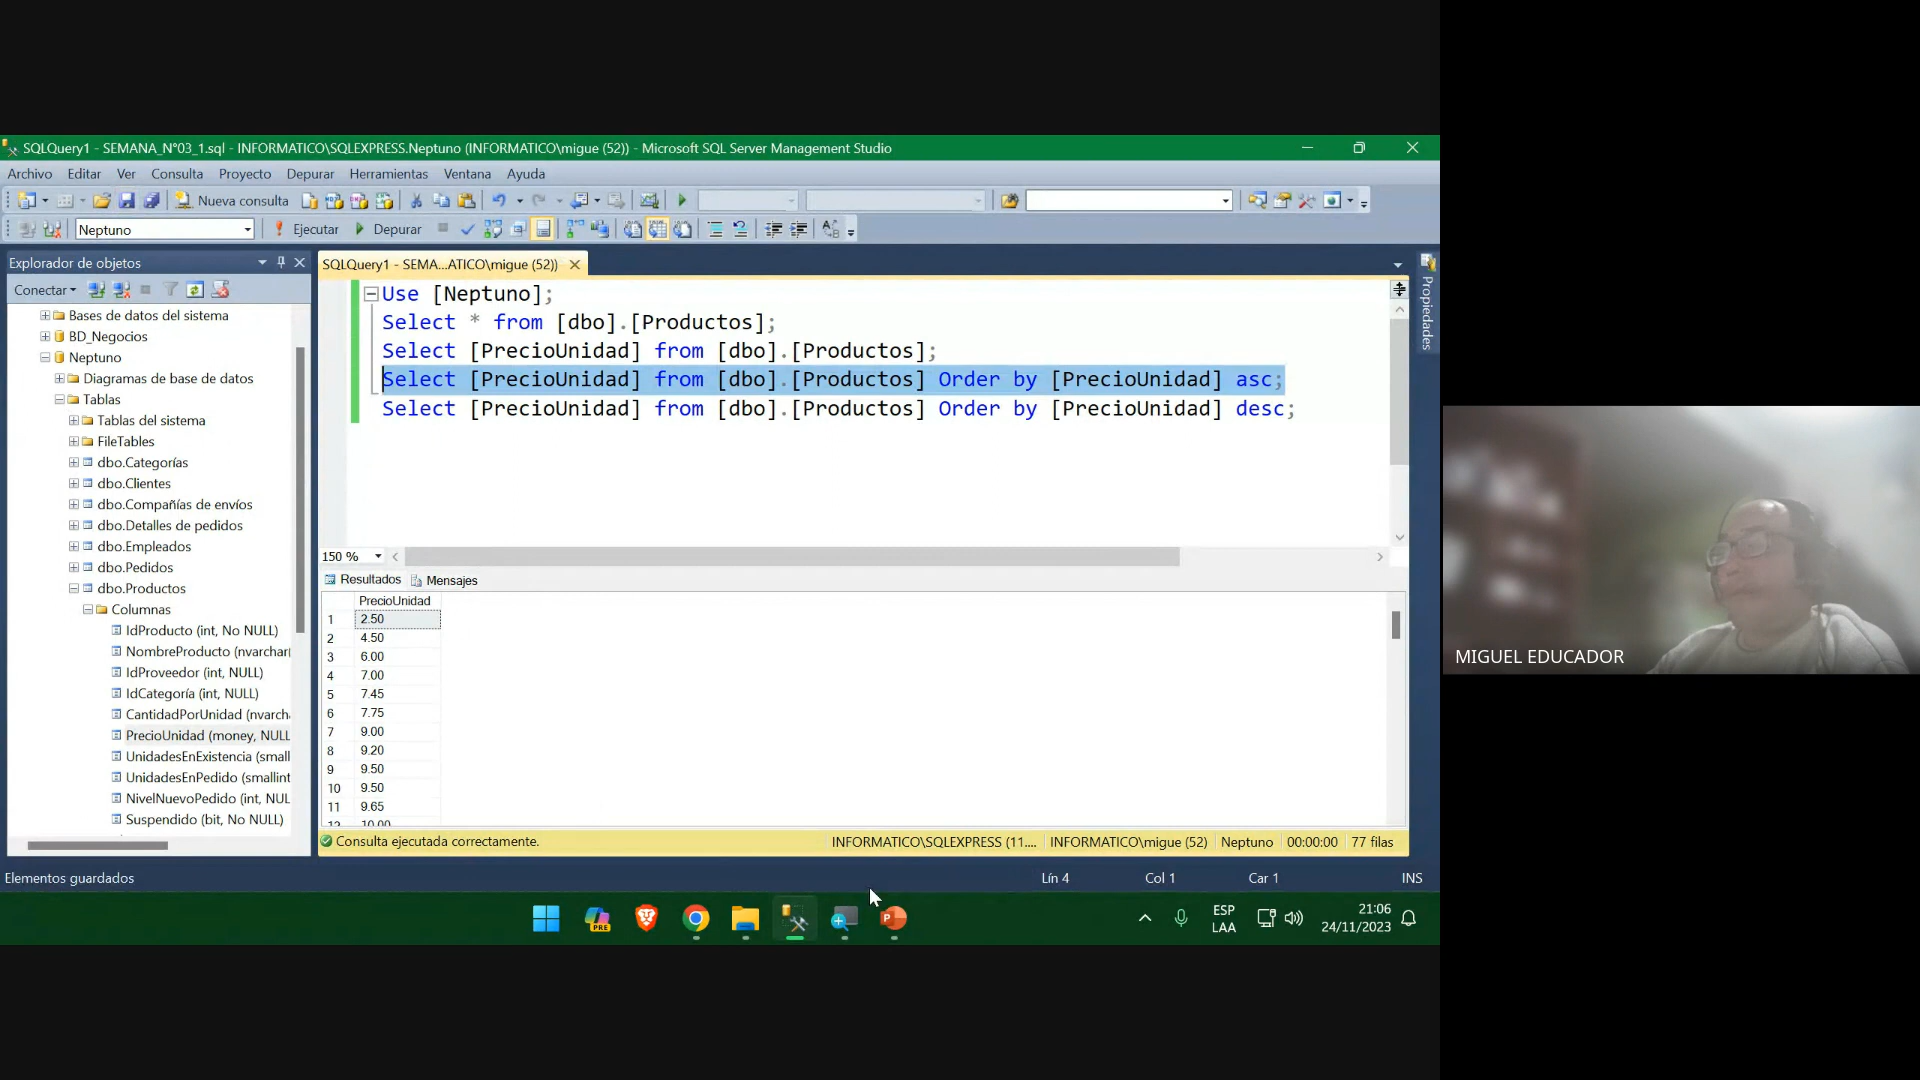 SQLQuery1 - SEMANA_N°03_1.sql - INFORMATICO\SQLEXPRESS.Neptuno (INFORMATICO\migue (52)) - Microsoft SQL Server Management Studio
Archivo Editar Ver Consulta Proyecto Depurar Herramientas Ventana Ayuda
Nueva consulta
Neptuno Ejecutar Depurar
Explorador de objetos
Conectar
Bases de datos del sistema
BD_Negocios
Neptuno
Diagramas de base de datos
Tablas
Tablas del sistema
FileTables
dbo.Categorías
dbo.Clientes
dbo.Compañías de envíos
dbo.Detalles de pedidos
dbo.Empleados
dbo.Pedidos
dbo.Productos
Columnas
IdProducto (int, No NULL)
NombreProducto (nvarchar(
IdProveedor (int, NULL)
IdCategoría (int, NULL)
CantidadPorUnidad (nvarch
PrecioUnidad (money, NULL
UnidadesEnExistencia (small
UnidadesEnPedido (smallint
NivelNuevoPedido (int, NUL
Suspendido (bit, No NULL)
SQLQuery1 - SEMA...ATICO\migue (52))
Use [Neptuno];
Select * from [dbo].[Productos];
Select [PrecioUnidad] from [dbo].[Productos];
Select [PrecioUnidad] from [dbo].[Productos] Order by [PrecioUnidad] asc;
Select [PrecioUnidad] from [dbo].[Productos] Order by [PrecioUnidad] desc;
150 %
Resultados Mensajes
PrecioUnidad
1 2.50
2 4.50
3 6.00
4 7.00
5 7.45
6 7.75
7 9.00
8 9.20
9 9.50
10 9.50
11 9.65
12 10.00
Consulta ejecutada correctamente. INFORMATICO\SQLEXPRESS (11.... INFORMATICO\migue (52) Neptuno 00:00:00 77 filas
Propiedades
Elementos guardados Lín 4 Col 1 Car 1 INS
PRE
ESP
LAA
21:06
24/11/2023
MIGUEL EDUCADOR